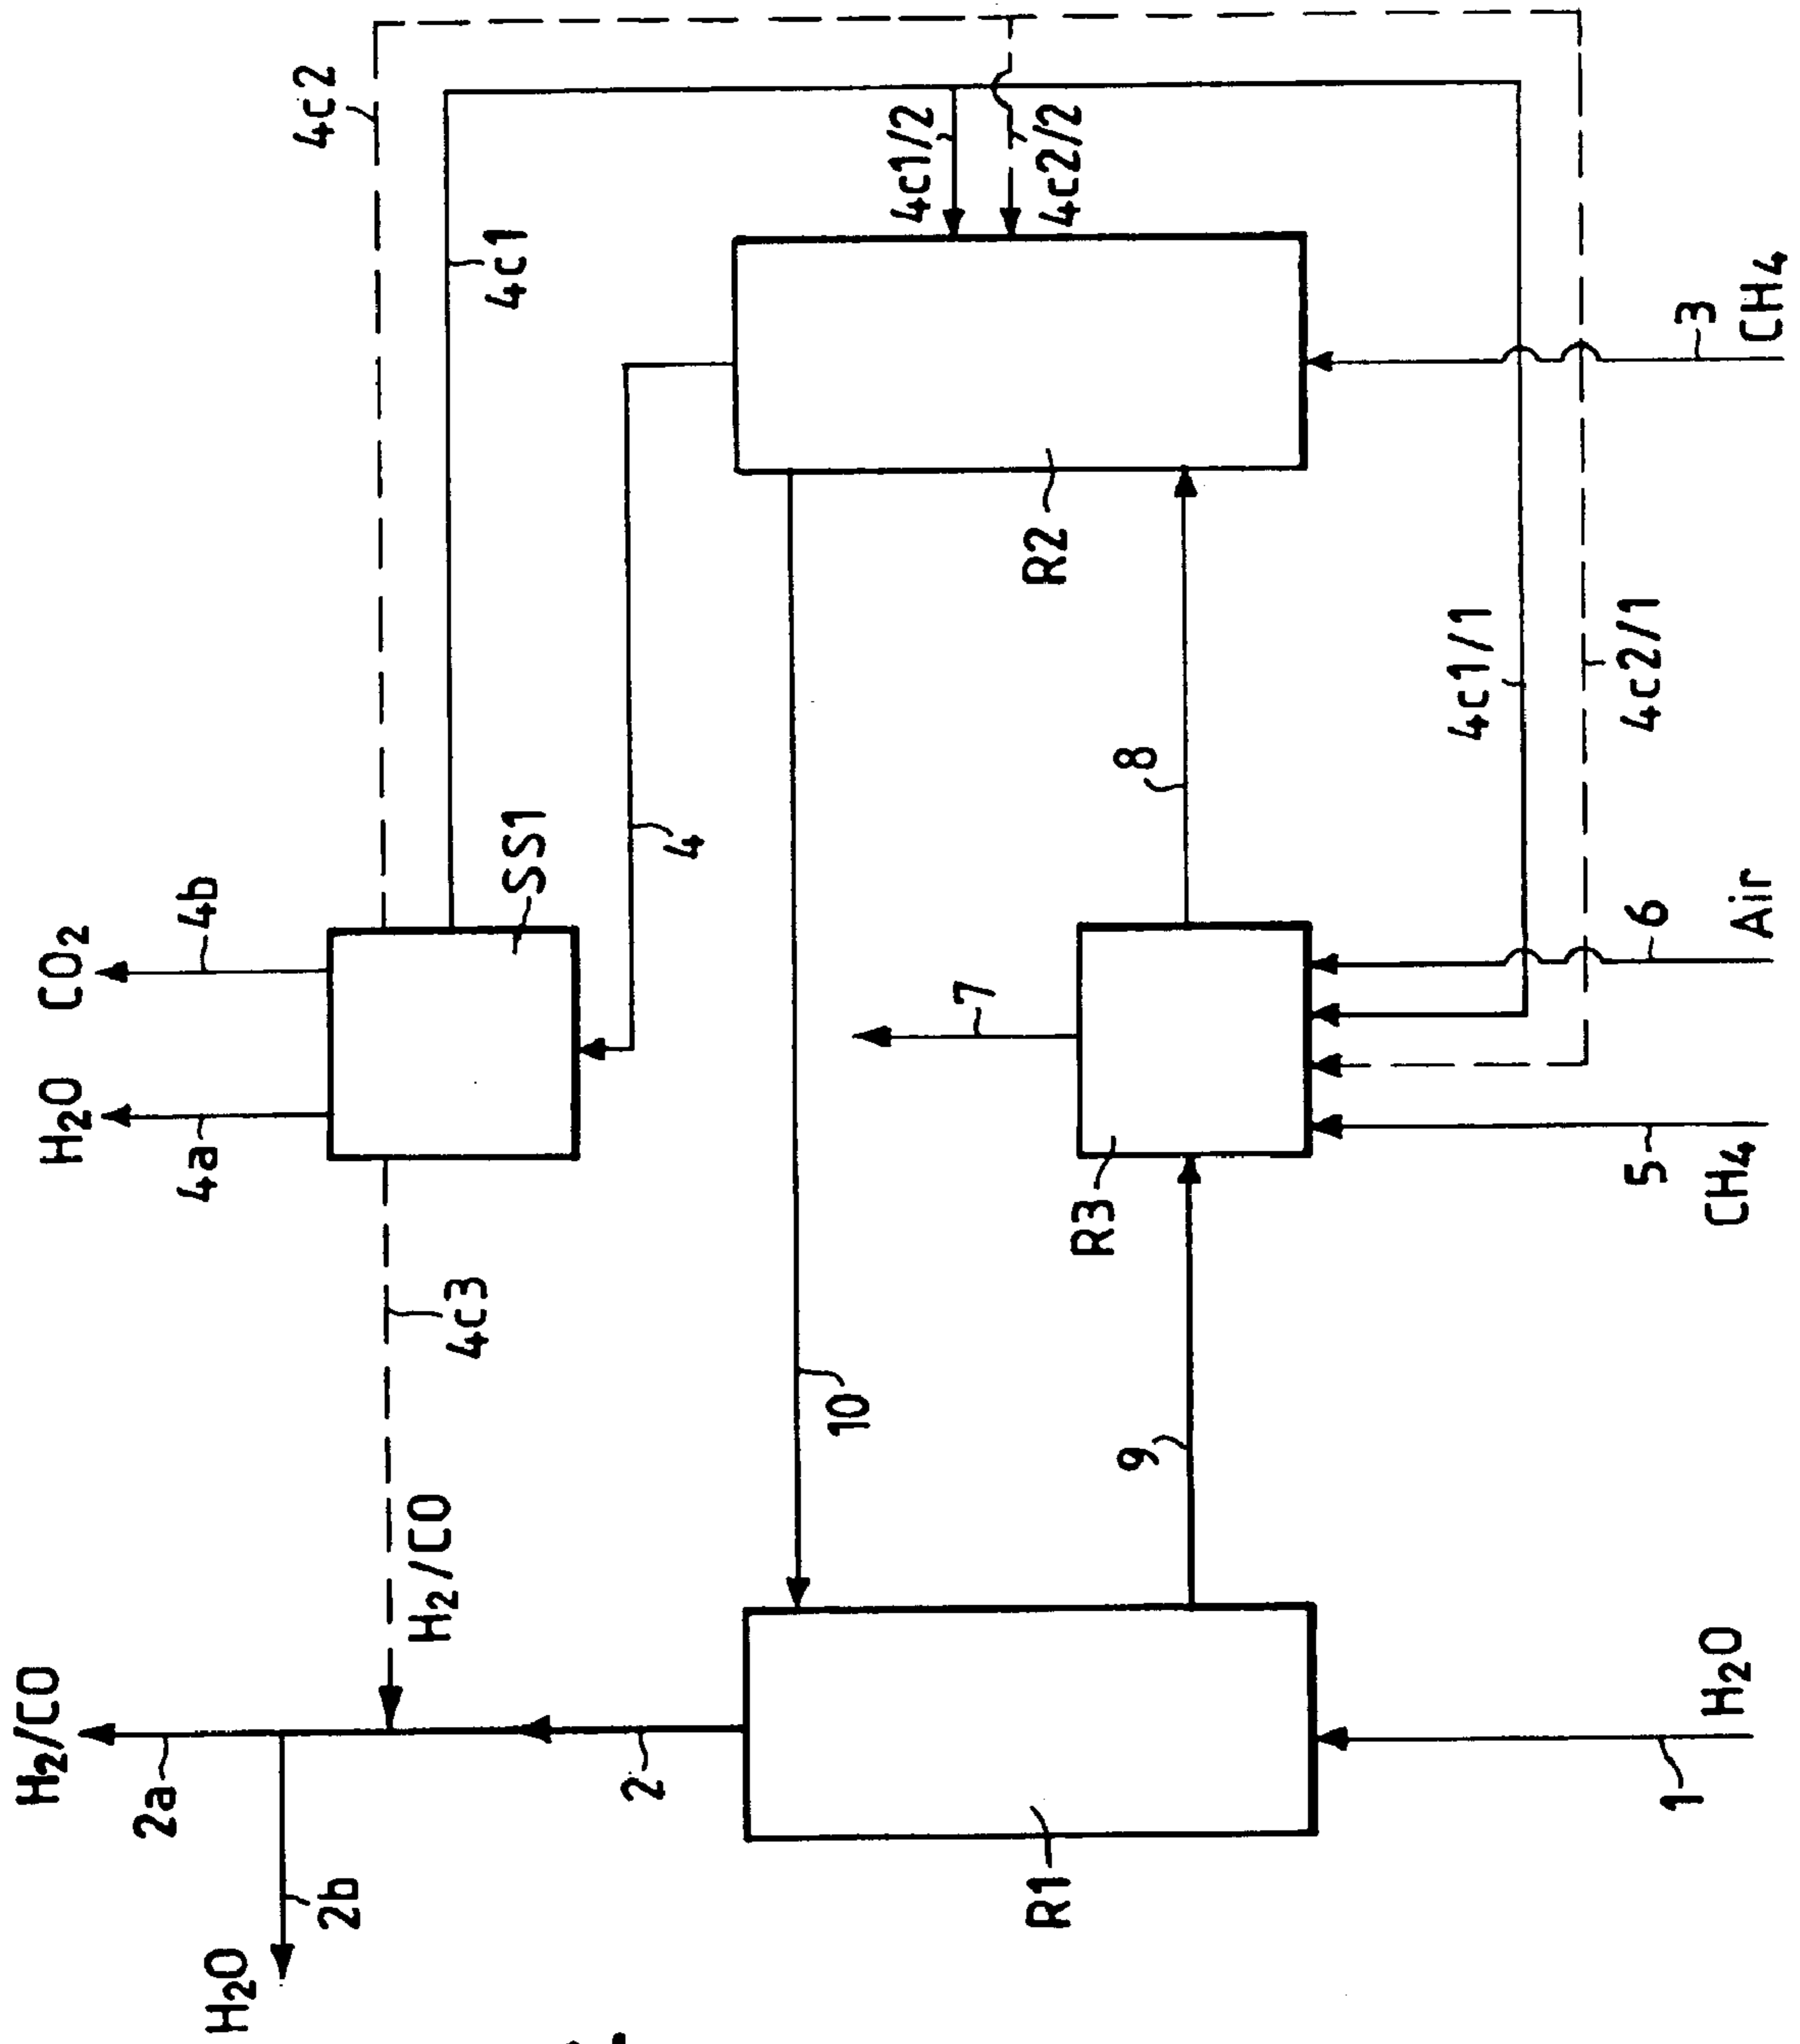 H₂O
2b
2a
H₂/CO
H₂/CO
4c3
4a
H₂O
CO₂
4b
SS1
4c1
4c2
2
10
4
7
4c1/2
4c2/2
R1
9
R3
8
R2
1
H₂O
5
CH₄
6
Air
4c1/1
4c2/1
3
CH₄